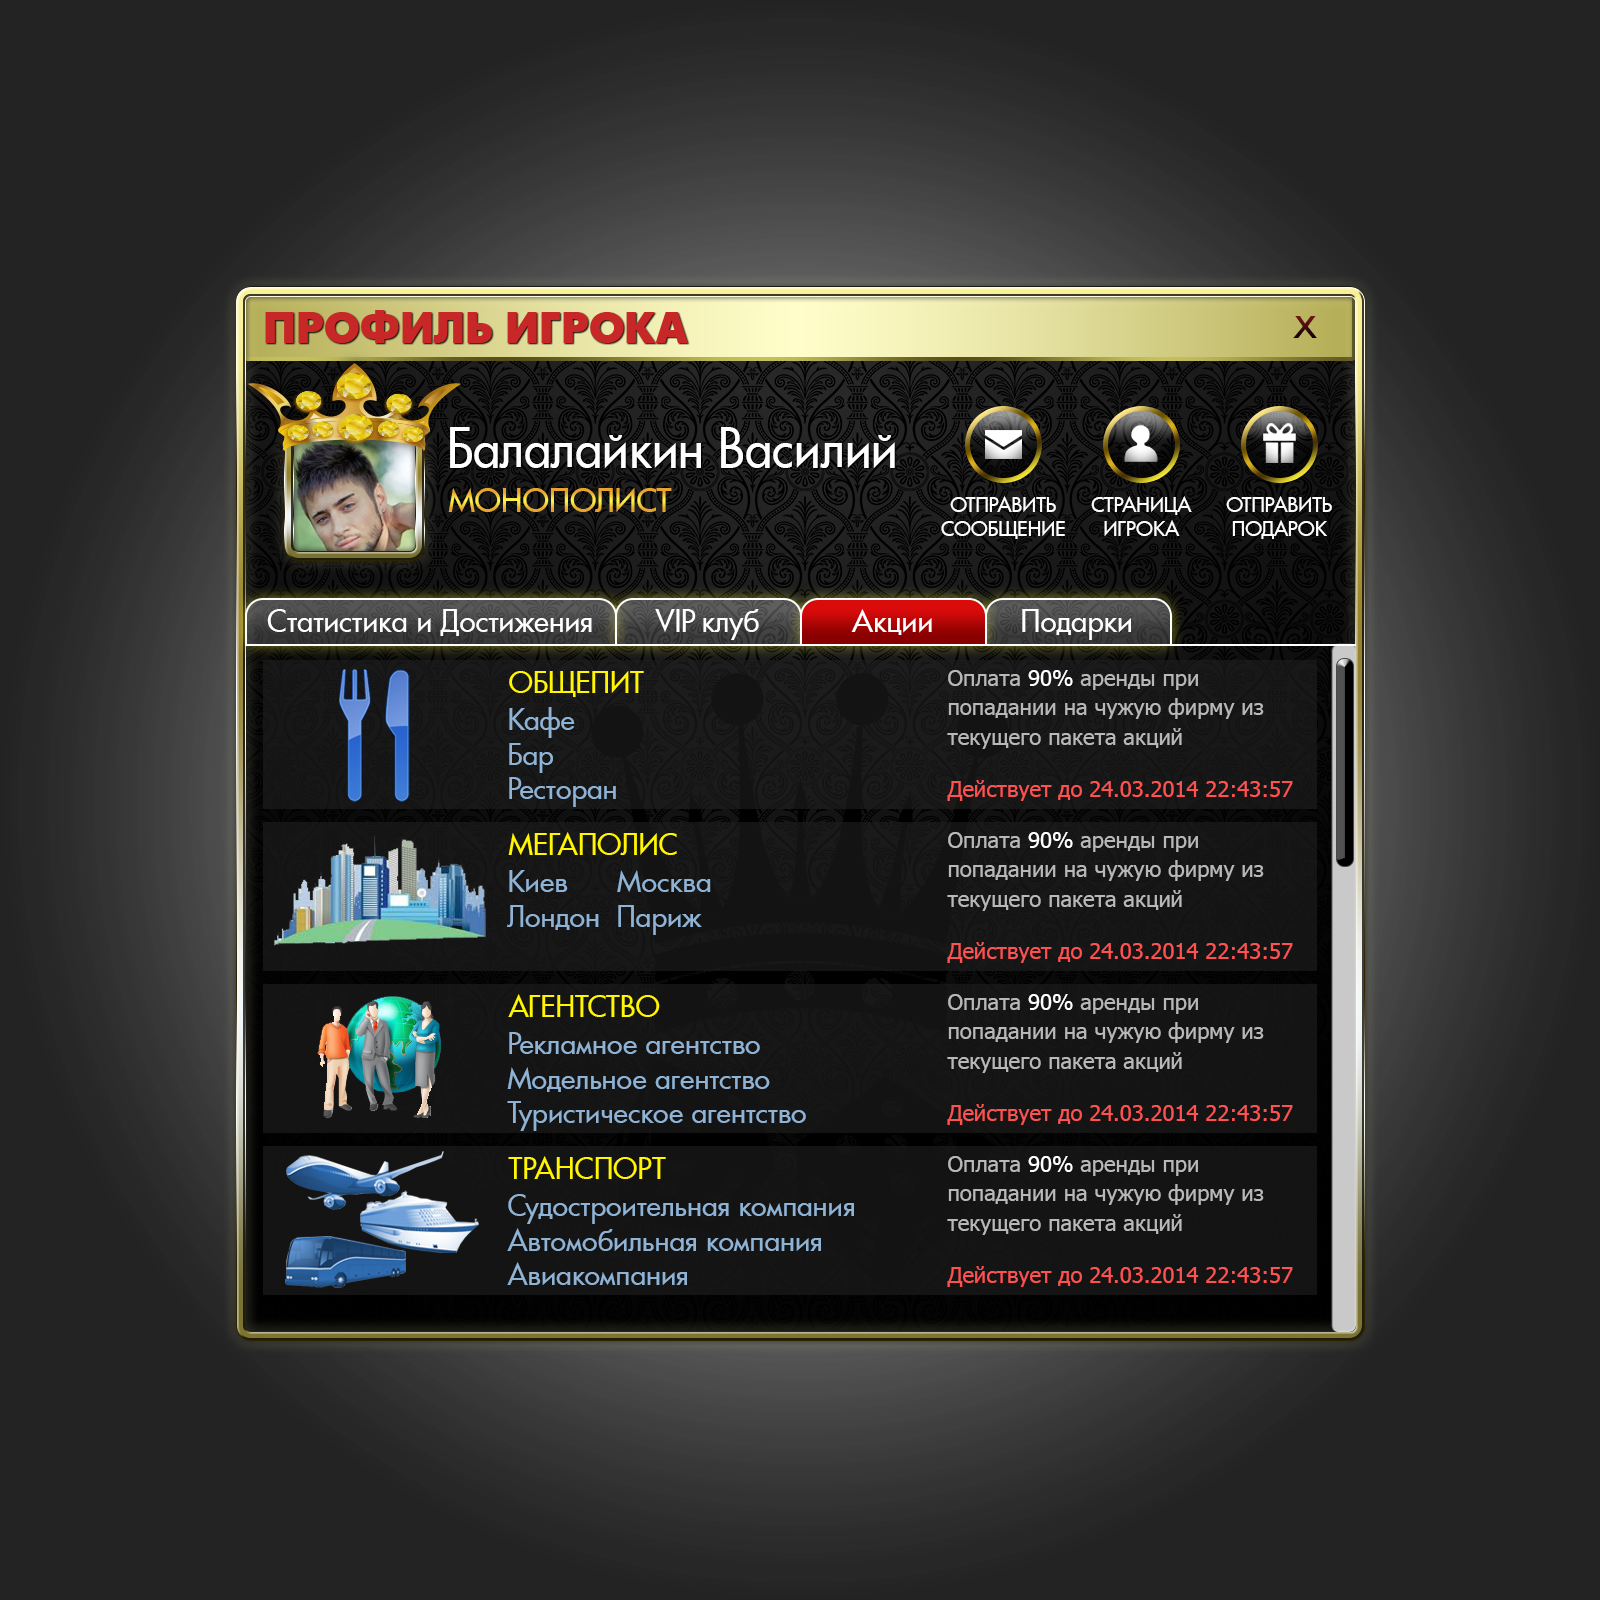 ПРОФИЛЬ ИГРОКА
X
Балалайкин Василий
МОНОПОЛИСТ
ОТПРАВИТЬ
СООБЩЕНИЕ
СТРАНИЦА
ИГРОКА
ОТПРАВИТЬ
ПОДАРОК
Статистика и Достижения
VIP клуб
Акции
Подарки
ОБЩЕПИТ
Кафе
Бар
Ресторан
Оплата 90% аренды при
попадании на чужую фирму из
текущего пакета акций
Действует до 24.03.2014 22:43:57
МЕГАПОЛИС
Киев Москва
Лондон Париж
Оплата 90% аренды при
попадании на чужую фирму из
текущего пакета акций
Действует до 24.03.2014 22:43:57
АГЕНТСТВО
Рекламное агентство
Модельное агентство
Туристическое агентство
Оплата 90% аренды при
попадании на чужую фирму из
текущего пакета акций
Действует до 24.03.2014 22:43:57
ТРАНСПОРТ
Судостроительная компания
Автомобильная компания
Авиакомпания
Оплата 90% аренды при
попадании на чужую фирму из
текущего пакета акций
Действует до 24.03.2014 22:43:57